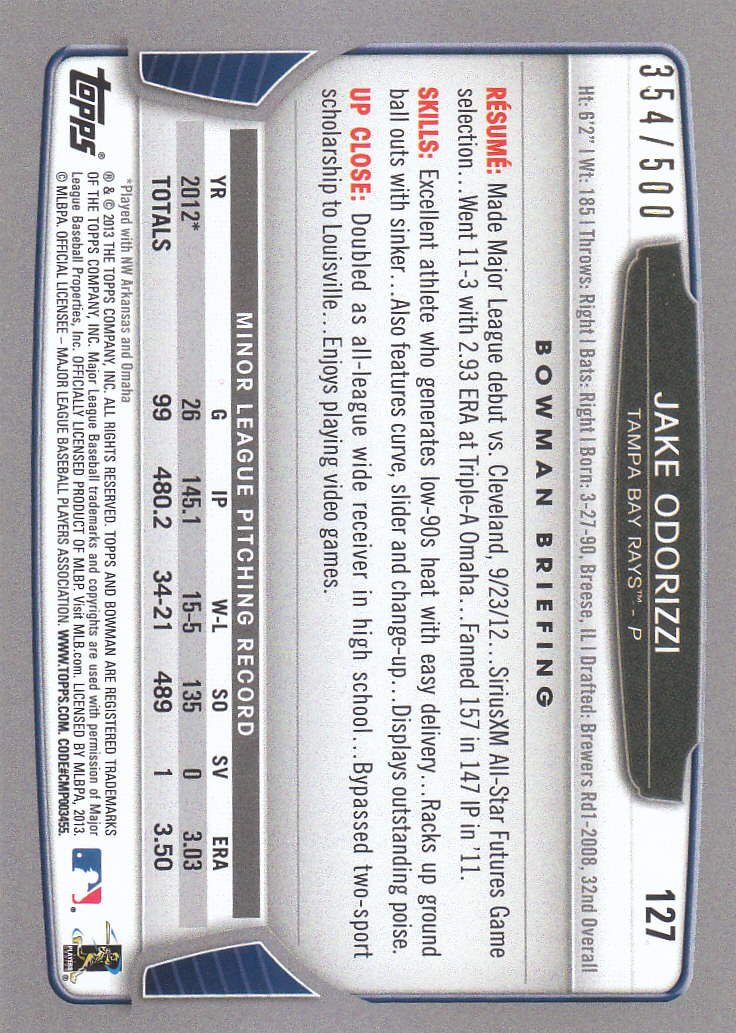 354/500
127
JAKE ODORIZZI
TAMPA BAY RAYS™ - P
Ht: 6'2" | Wt: 185 | Throws: Right | Bats: Right | Born: 3-27-90, Breese, IL | Drafted: Brewers Rd1-2008, 32nd Overall
BOWMAN BRIEFING
RÉSUMÉ: Made Major League debut vs. Cleveland, 9/23/12...SiriusXM All-Star Futures Game
selection...Went 11-3 with 2.93 ERA at Triple-A Omaha...Fanned 157 in 147 IP in '11.
SKILLS: Excellent athlete who generates low-90s heat with easy delivery...Racks up ground
ball outs with sinker...Also features curve, slider and change-up...Displays outstanding poise.
UP CLOSE: Doubled as all-league wide receiver in high school...Bypassed two-sport
scholarship to Louisville...Enjoys playing video games.
MINOR LEAGUE PITCHING RECORD
YR G IP W-L SO SV ERA
2012* 26 145.1 15-5 135 0 3.03
TOTALS 99 480.2 34-21 489 1 3.50
*Played with NW Arkansas and Omaha
® & © 2013 THE TOPPS COMPANY, INC. ALL RIGHTS RESERVED. TOPPS AND BOWMAN ARE REGISTERED TRADEMARKS
OF THE TOPPS COMPANY, INC. Major League Baseball trademarks and copyrights are used with permission of Major
League Baseball Properties, Inc. OFFICIALLY LICENSED PRODUCT OF MLBP. Visit MLB.com. LICENSED BY MLBPA, 2013.
© MLBPA. OFFICIAL LICENSEE – MAJOR LEAGUE BASEBALL PLAYERS ASSOCIATION. WWW.TOPPS.COM. CODE#CMP003455.
topps®
PLAYERS